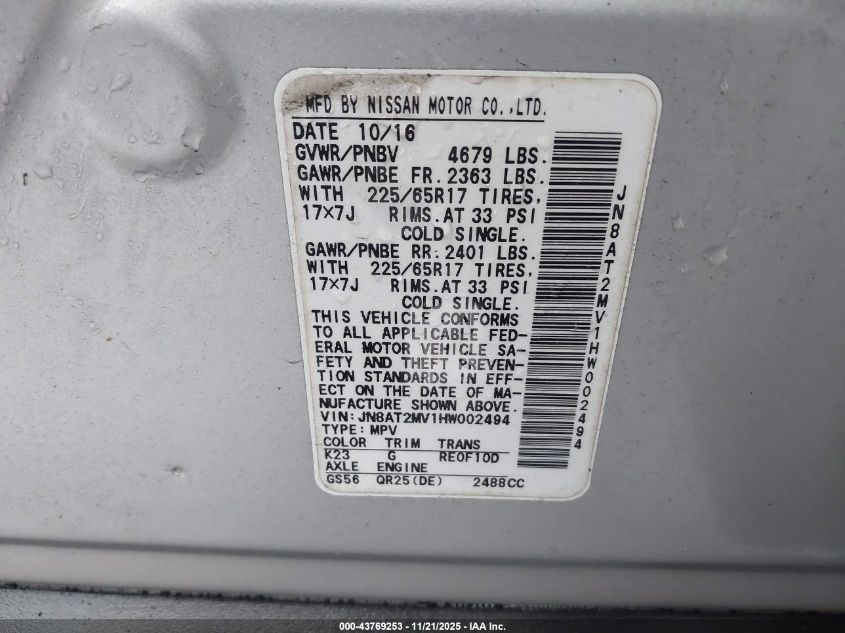 MFD BY NISSAN MOTOR CO.,LTD.
DATE 10/16
GVWR/PNBV 4679 LBS.
GAWR/PNBE FR. 2363 LBS.
WITH 225/65R17 TIRES,
17x7J RIMS. AT 33 PSI
COLD SINGLE.
GAWR/PNBE RR. 2401 LBS.
WITH 225/65R17 TIRES,
17x7J RIMS. AT 33 PSI
COLD SINGLE.
THIS VEHICLE CONFORMS
TO ALL APPLICABLE FED-
ERAL MOTOR VEHICLE SA-
FETY AND THEFT PREVEN-
TION STANDARDS IN EFF-
ECT ON THE DATE OF MA-
NUFACTURE SHOWN ABOVE.
VIN:JN8AT2MV1HW002494
TYPE:MPV
COLOR TRIM TRANS
K23 G RE0F10D
AXLE ENGINE
GS56 QR25(DE) 2488CC
JN8AT2MV1HW002494
000-43769253 - 11/21/2025 - IAA Inc.